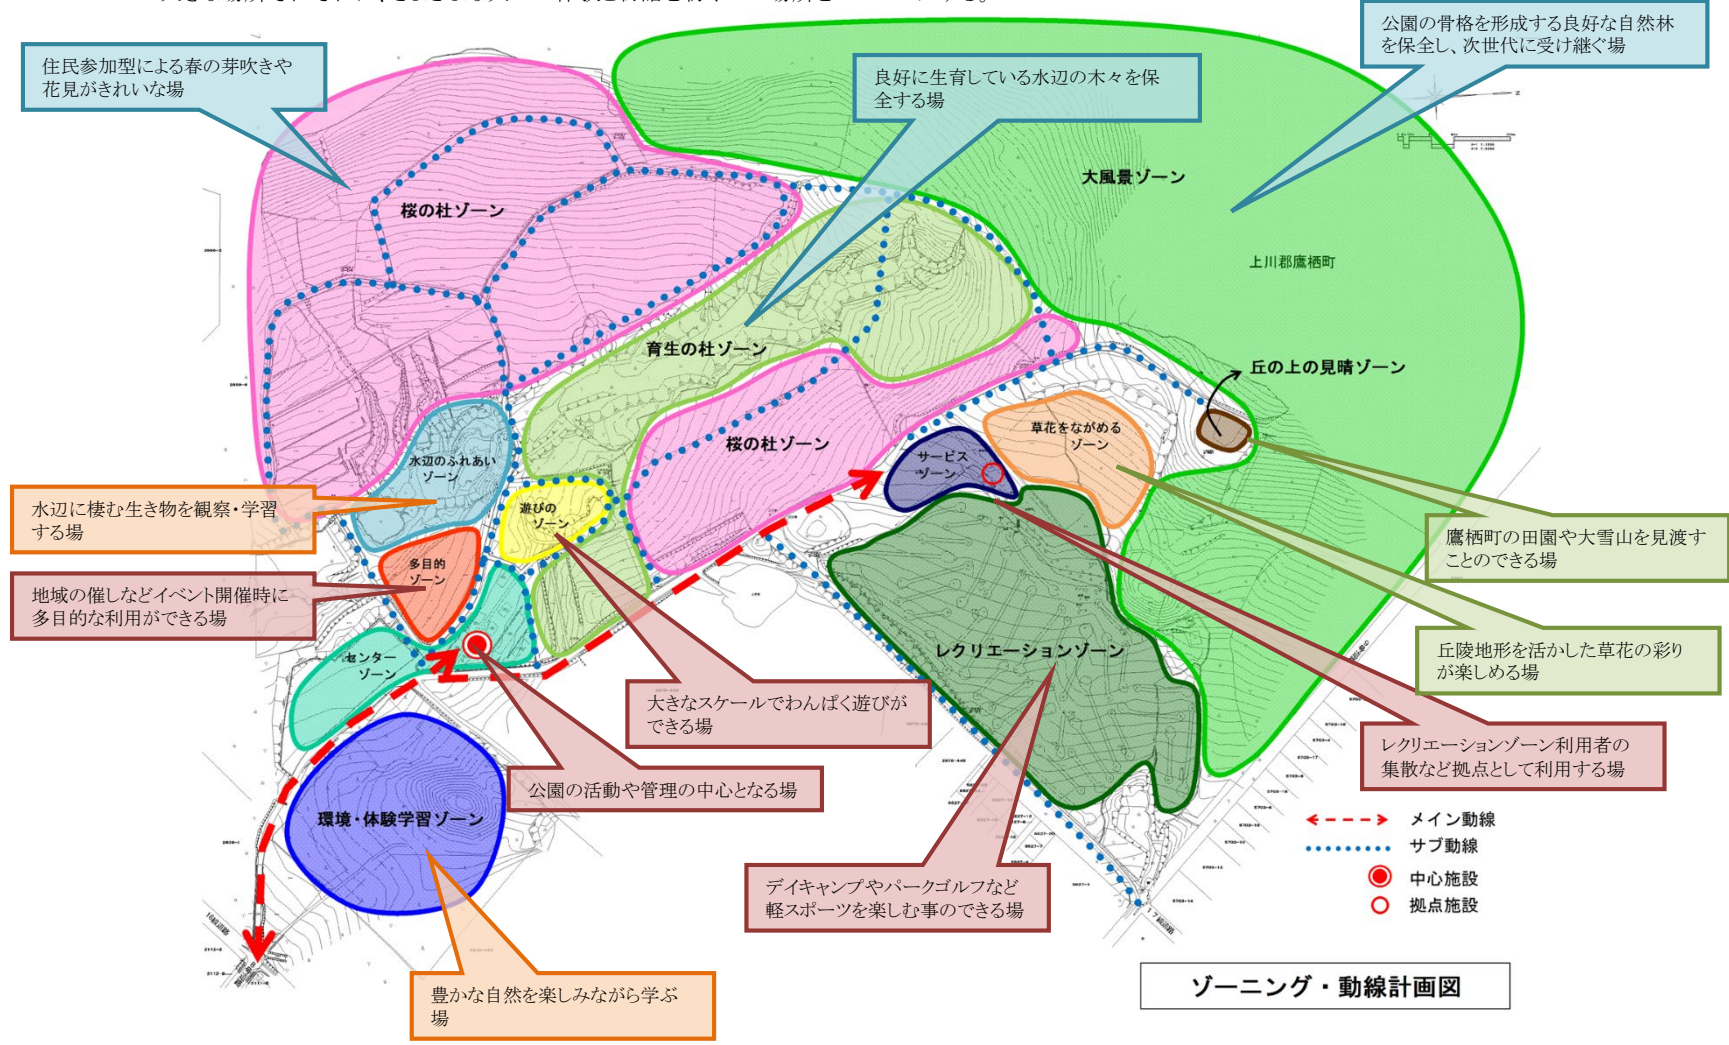 公園の骨格を形成する良好な自然林
を保全し、次世代に受け継ぐ場
住民参加型による春の芽吹きや
花見がきれいな場
良好に生育している水辺の木々を保
全する場
大風景ゾーン
桜の杜ゾーン
上川郡鷹栖町
育生の杜ゾーン
丘の上の見晴ゾーン
草花をながめる
ゾーン
桜の杜ゾーン
サービス
ゾーン
水辺のふれあい
ゾーン
水辺に棲む生き物を観察・学習
する場
遊びの
ゾーン
鷹栖町の田園や大雪山を見渡す
ことのできる場
多目的
ゾーン
地域の催しなどイベント開催時に
多目的な利用ができる場
センター
ゾーン
レクリエーションゾーン
丘陵地形を活かした草花の彩り
が楽しめる場
大きなスケールでわんぱく遊びが
できる場
レクリエーションゾーン利用者の
集散など拠点として利用する場
公園の活動や管理の中心となる場
環境・体験学習ゾーン
メイン動線
サブ動線
中心施設
拠点施設
デイキャンプやパークゴルフなど
軽スポーツを楽しむ事のできる場
16線道路
17線道路
豊かな自然を楽しみながら学ぶ
場
ゾーニング・動線計画図